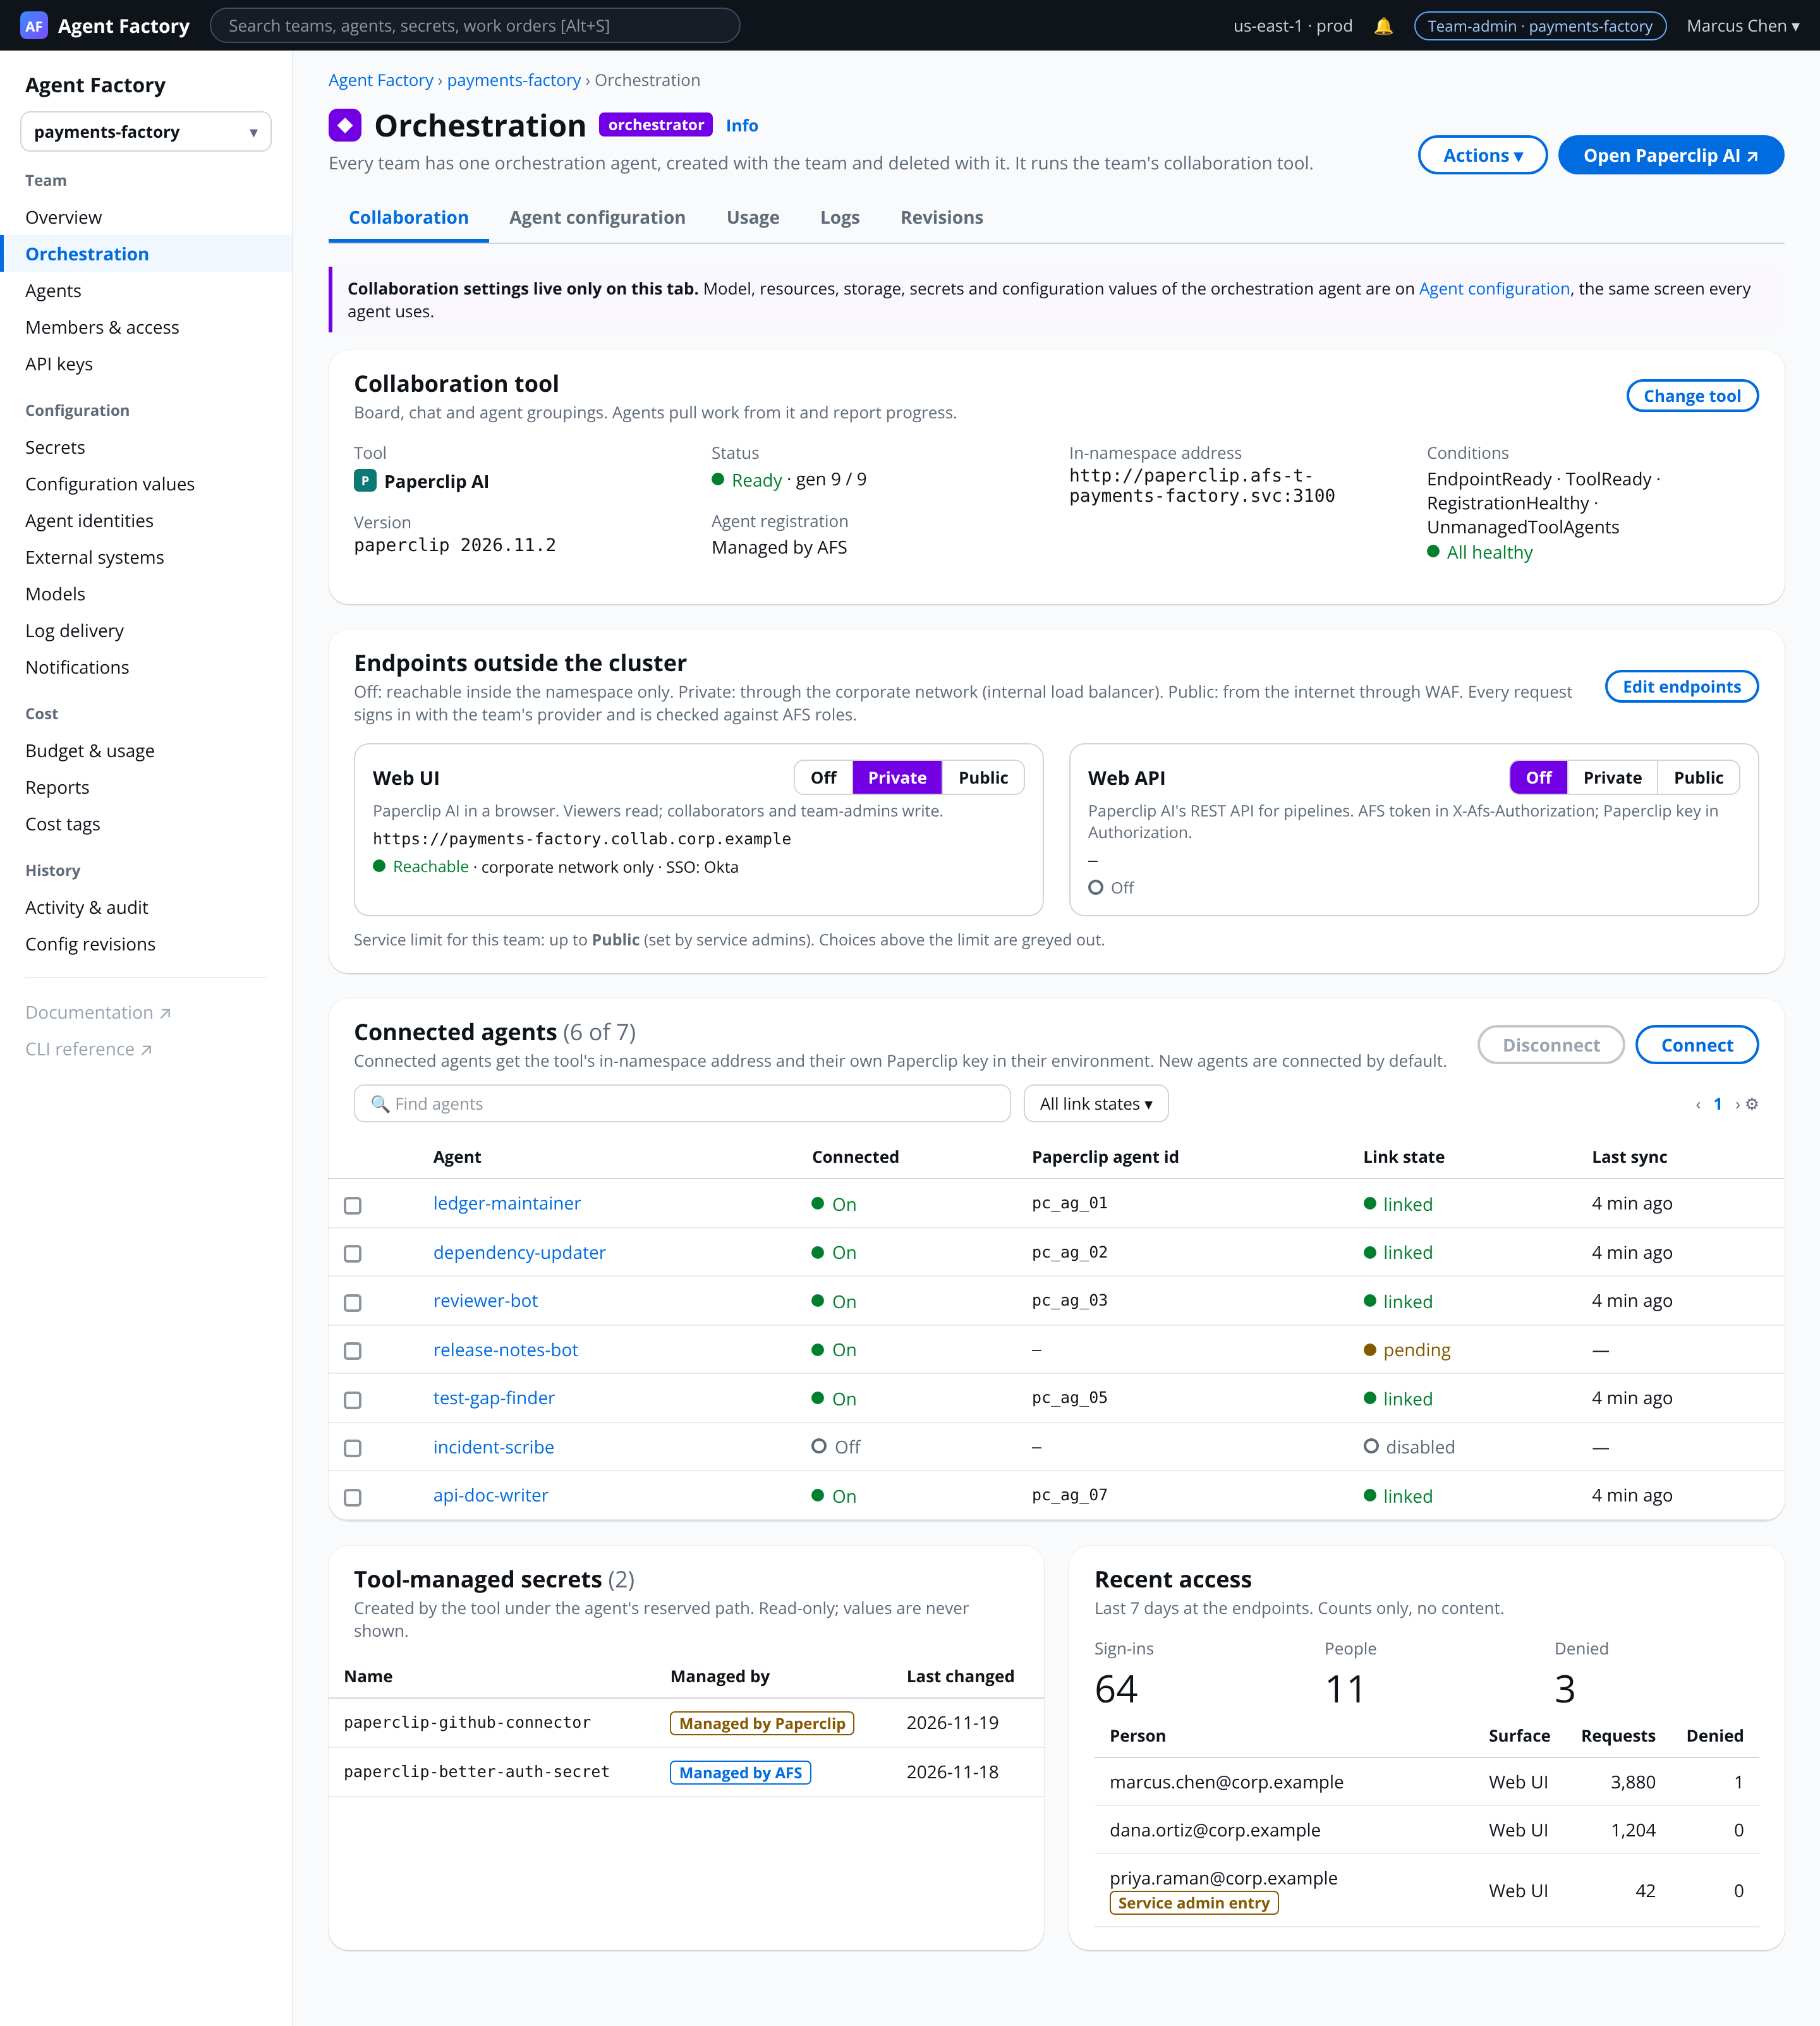 AF Agent Factory
Search teams, agents, secrets, work orders [Alt+S]
us-east-1 · prod
Team-admin · payments-factory
Marcus Chen ▾
Agent Factory
payments-factory ▾
Team
Overview
Orchestration
Agents
Members & access
API keys
Configuration
Secrets
Configuration values
Agent identities
External systems
Models
Log delivery
Notifications
Cost
Budget & usage
Reports
Cost tags
History
Activity & audit
Config revisions
Documentation ↗
CLI reference ↗
Agent Factory › payments-factory › Orchestration
Orchestration orchestrator Info
Every team has one orchestration agent, created with the team and deleted with it. It runs the team's collaboration tool.
Actions ▾ Open Paperclip AI ↗
Collaboration Agent configuration Usage Logs Revisions
Collaboration settings live only on this tab. Model, resources, storage, secrets and configuration values of the orchestration agent are on Agent configuration, the same screen every
agent uses.
Collaboration tool
Board, chat and agent groupings. Agents pull work from it and report progress.
Change tool
Tool
P Paperclip AI
Version
paperclip 2026.11.2
Status
Ready · gen 9 / 9
Agent registration
Managed by AFS
In-namespace address
http://paperclip.afs-t-
payments-factory.svc:3100
Conditions
EndpointReady · ToolReady ·
RegistrationHealthy ·
UnmanagedToolAgents
All healthy
Endpoints outside the cluster
Off: reachable inside the namespace only. Private: through the corporate network (internal load balancer). Public: from the internet through WAF. Every request
signs in with the team's provider and is checked against AFS roles.
Edit endpoints
Web UI Off Private Public
Paperclip AI in a browser. Viewers read; collaborators and team-admins write.
https://payments-factory.collab.corp.example
Reachable · corporate network only · SSO: Okta
Web API Off Private Public
Paperclip AI's REST API for pipelines. AFS token in X-Afs-Authorization; Paperclip key in
Authorization.
–
Off
Service limit for this team: up to Public (set by service admins). Choices above the limit are greyed out.
Connected agents (6 of 7)
Connected agents get the tool's in-namespace address and their own Paperclip key in their environment. New agents are connected by default.
Disconnect Connect
Find agents
All link states ▾
‹ 1 ›
Agent Connected Paperclip agent id Link state Last sync
ledger-maintainer On pc_ag_01 linked 4 min ago
dependency-updater On pc_ag_02 linked 4 min ago
reviewer-bot On pc_ag_03 linked 4 min ago
release-notes-bot On – pending —
test-gap-finder On pc_ag_05 linked 4 min ago
incident-scribe Off – disabled —
api-doc-writer On pc_ag_07 linked 4 min ago
Tool-managed secrets (2)
Created by the tool under the agent's reserved path. Read-only; values are never
shown.
Name Managed by Last changed
paperclip-github-connector Managed by Paperclip 2026-11-19
paperclip-better-auth-secret Managed by AFS 2026-11-18
Recent access
Last 7 days at the endpoints. Counts only, no content.
Sign-ins People Denied
64 11 3
Person Surface Requests Denied
marcus.chen@corp.example Web UI 3,880 1
dana.ortiz@corp.example Web UI 1,204 0
priya.raman@corp.example Web UI 42 0
Service admin entry